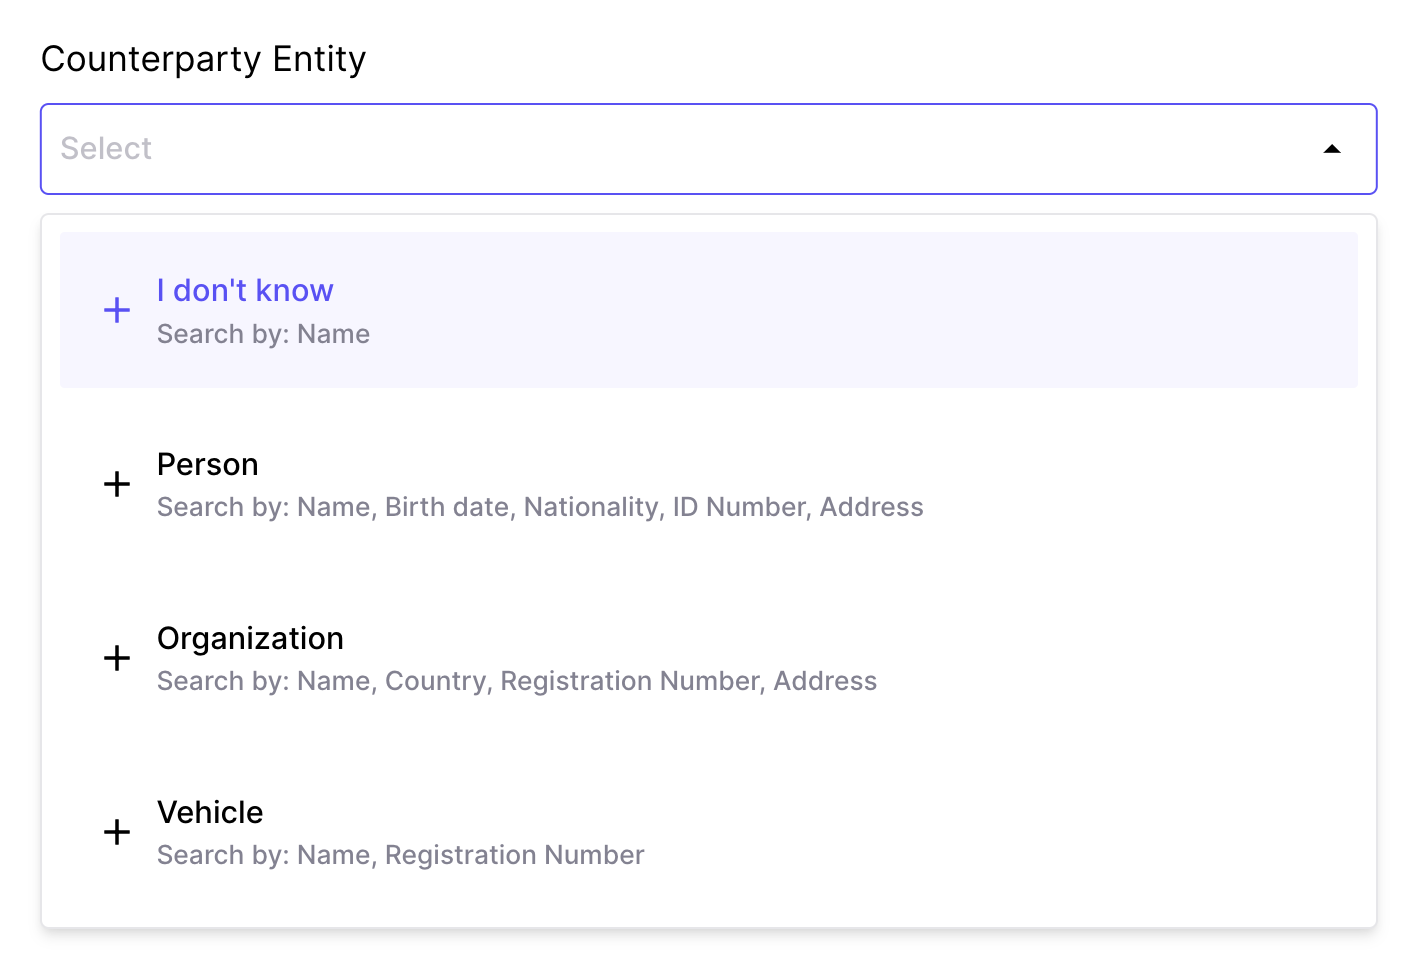 Counterparty Entity
Select
I don't know
Search by: Name
Person
Search by: Name, Birth date, Nationality, ID Number, Address
Organization
Search by: Name, Country, Registration Number, Address
Vehicle
Search by: Name, Registration Number